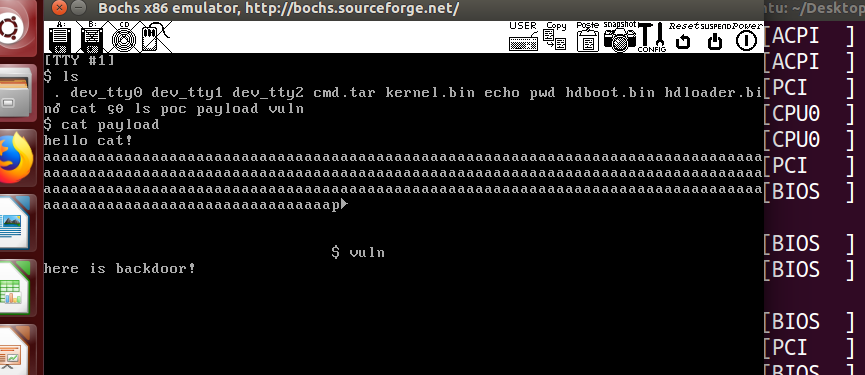 Bochs x86 emulator, http://bochs.sourceforge.net/
ntu: ~/Desktop
A:
B:
CD
USER
Copy
Paste
snapshot
CONFIG
Reset
SUSPEND
Power
[TTY #1]
$ ls
. dev_tty0 dev_tty1 dev_tty2 cmd.tar kernel.bin echo pwd hdboot.bin hdloader.bi
cat ls poc payload vuln
$ cat payload
hello cat!
aaaaaaaaaaaaaaaaaaaaaaaaaaaaaaaaaaaaaaaaaaaaaaaaaaaaaaaaaaaaaaaaaaaaaaaaaaaaaaaa
aaaaaaaaaaaaaaaaaaaaaaaaaaaaaaaaaaaaaaaaaaaaaaaaaaaaaaaaaaaaaaaaaaaaaaaaaaaaaaaa
aaaaaaaaaaaaaaaaaaaaaaaaaaaaaaaaaaaaaaaaaaaaaaaaaaaaaaaaaaaaaaaaaaaaaaaaaaaaaaaa
aaaaaaaaaaaaaaaaaaaaaaaaaaaaaaaap►
$ vuln
here is backdoor!
[ACPI ]
[ACPI ]
[PCI ]
[CPU0 ]
[CPU0 ]
[PCI ]
[BIOS ]
[BIOS ]
[BIOS ]
[BIOS ]
[PCI ]
[BIOS ]